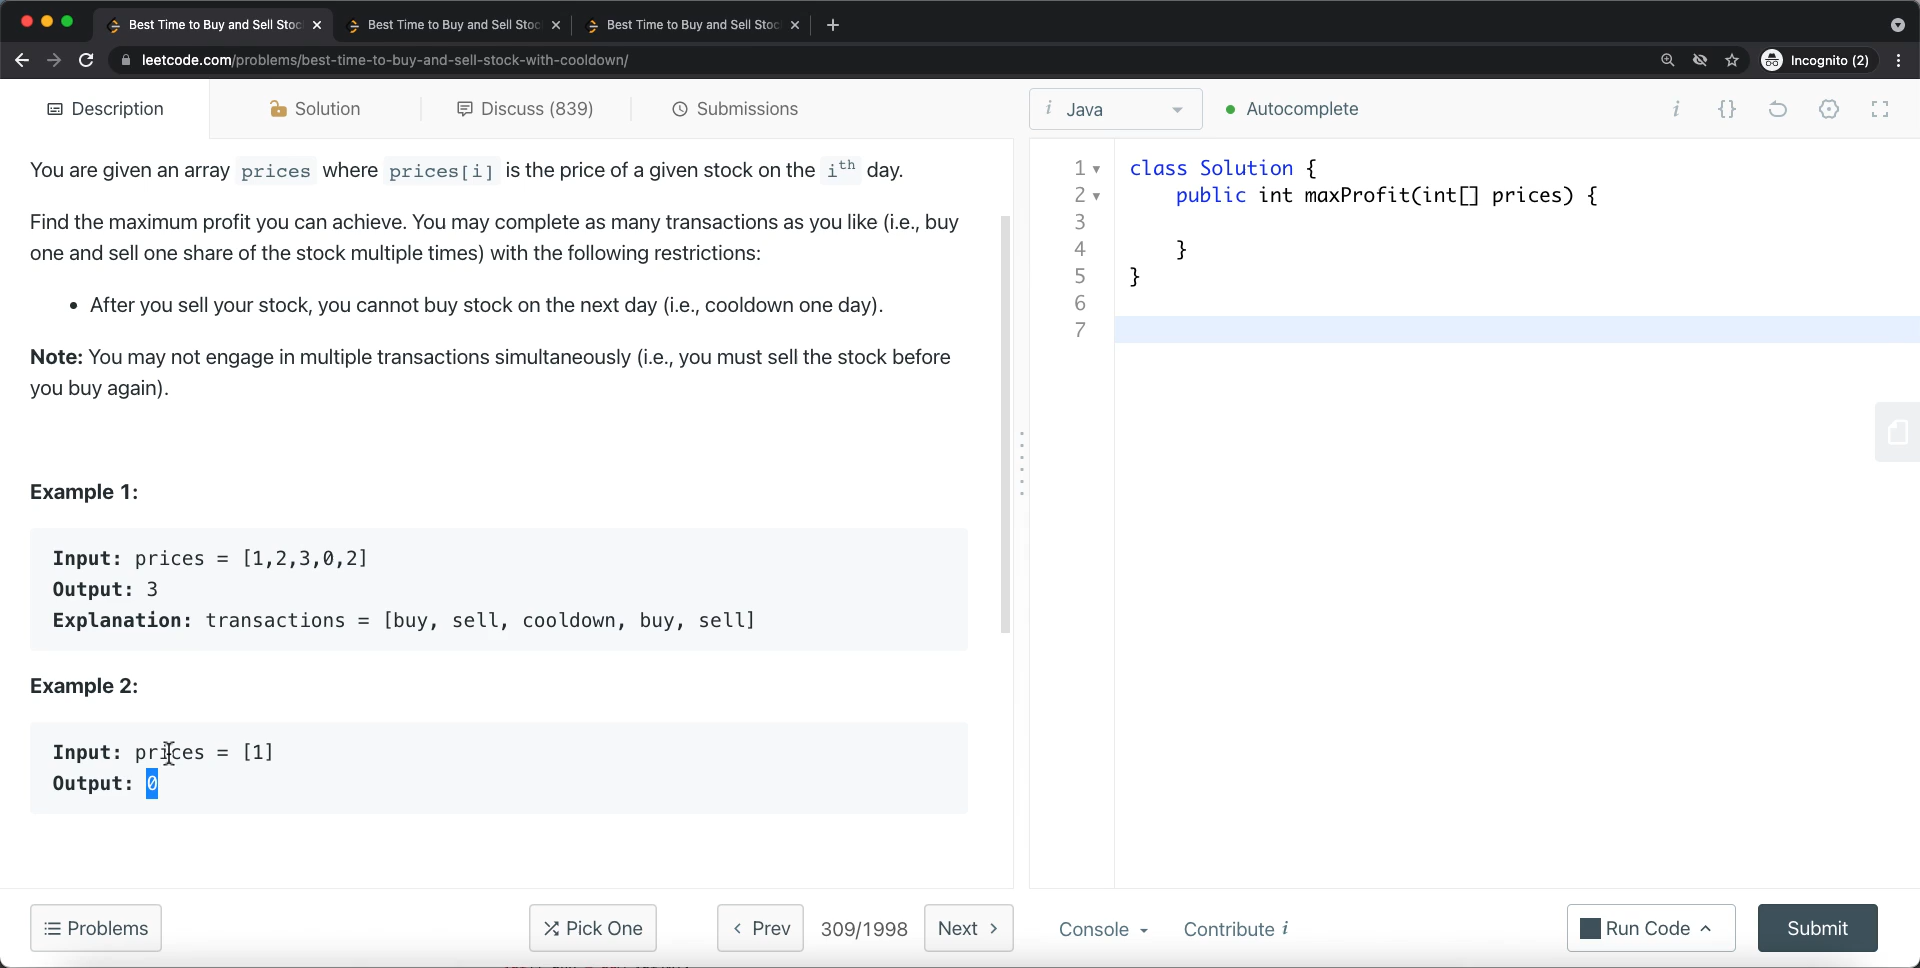 Best Time to Buy and Sell Stoc
Best Time to Buy and Sell Stoc
Best Time to Buy and Sell Stoc
leetcode.com/problems/best-time-to-buy-and-sell-stock-with-cooldown/
Incognito (2)
Description
Solution
Discuss (839)
Submissions
i Java
Autocomplete
i {}
You are given an array prices where prices[i] is the price of a given stock on the ith day.
Find the maximum profit you can achieve. You may complete as many transactions as you like (i.e., buy
one and sell one share of the stock multiple times) with the following restrictions:
• After you sell your stock, you cannot buy stock on the next day (i.e., cooldown one day).
Note: You may not engage in multiple transactions simultaneously (i.e., you must sell the stock before
you buy again).
Example 1:
Input: prices = [1,2,3,0,2]
Output: 3
Explanation: transactions = [buy, sell, cooldown, buy, sell]
Example 2:
Input: prices = [1]
Output: 0
1 class Solution {
2 public int maxProfit(int[] prices) {
3
4 }
5 }
6
7
Problems
Pick One
Prev
309/1998
Next
Console
Contribute i
Run Code
Submit